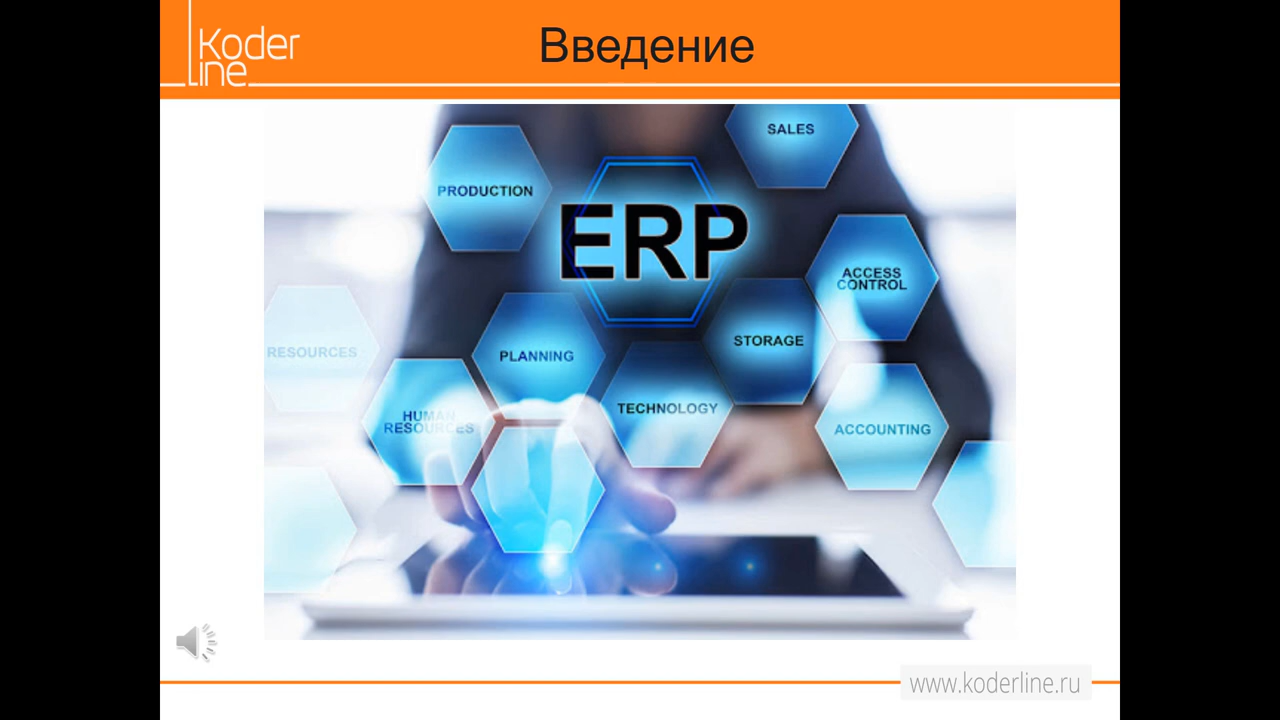 Koder
line
Введение
SALES
PRODUCTION
ERP
ACCESS
CONTROL
STORAGE
RESOURCES
PLANNING
TECHNOLOGY
HUMAN
RESOURCES
ACCOUNTING
www.koderline.ru